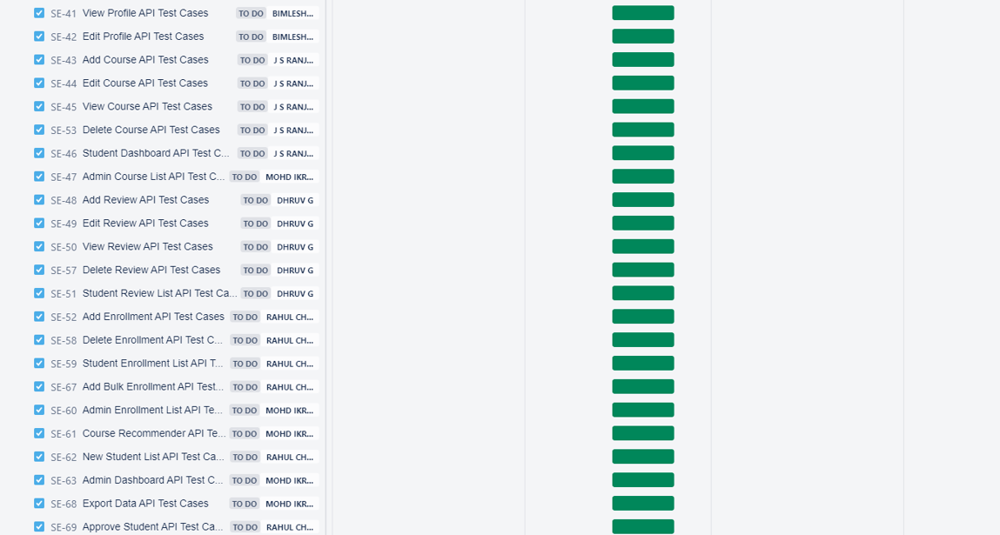 SE-41 View Profile API Test Cases TO DO BIMLESH...
SE-42 Edit Profile API Test Cases TO DO BIMLESH...
SE-43 Add Course API Test Cases TO DO J S RANJ...
SE-44 Edit Course API Test Cases TO DO J S RANJ...
SE-45 View Course API Test Cases TO DO J S RANJ...
SE-53 Delete Course API Test Cases TO DO J S RANJ...
SE-46 Student Dashboard API Test C... TO DO J S RANJ...
SE-47 Admin Course List API Test C... TO DO MOHD IKR...
SE-48 Add Review API Test Cases TO DO DHRUV G
SE-49 Edit Review API Test Cases TO DO DHRUV G
SE-50 View Review API Test Cases TO DO DHRUV G
SE-57 Delete Review API Test Cases TO DO DHRUV G
SE-51 Student Review List API Test Ca... TO DO DHRUV G
SE-52 Add Enrollment API Test Cases TO DO RAHUL CH...
SE-58 Delete Enrollment API Test C... TO DO RAHUL CH...
SE-59 Student Enrollment List API T... TO DO RAHUL CH...
SE-67 Add Bulk Enrollment API Test... TO DO RAHUL CH...
SE-60 Admin Enrollment List API Te... TO DO MOHD IKR...
SE-61 Course Recommender API Te... TO DO MOHD IKR...
SE-62 New Student List API Test Ca... TO DO RAHUL CH...
SE-63 Admin Dashboard API Test C... TO DO MOHD IKR...
SE-68 Export Data API Test Cases TO DO MOHD IKR...
SE-69 Approve Student API Test Ca... TO DO RAHUL CH...